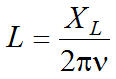 L = X_L / 2πν